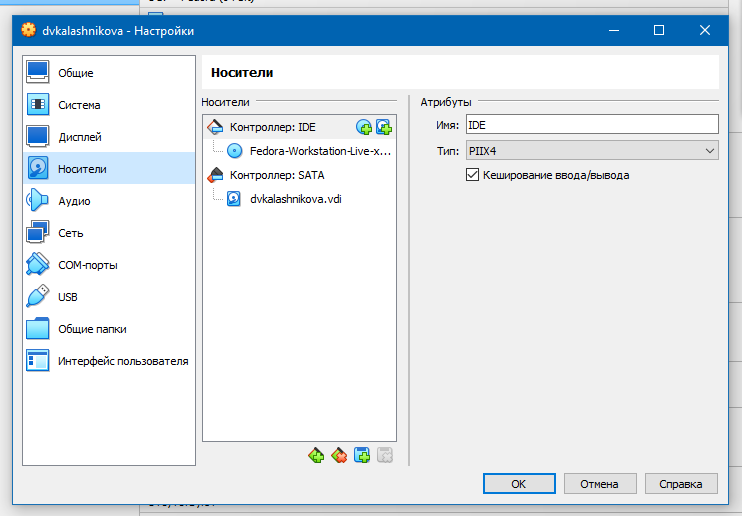 dvkalashnikova - Настройки
Общие
Система
Дисплей
Носители
Аудио
Сеть
COM-порты
USB
Общие папки
Интерфейс пользователя
Носители
Носители
Контроллер: IDE
Fedora-Workstation-Live-x...
Контроллер: SATA
dvkalashnikova.vdi
Атрибуты
Имя: IDE
Тип: PIIX4
Кеширование ввода/вывода
OK Отмена Справка